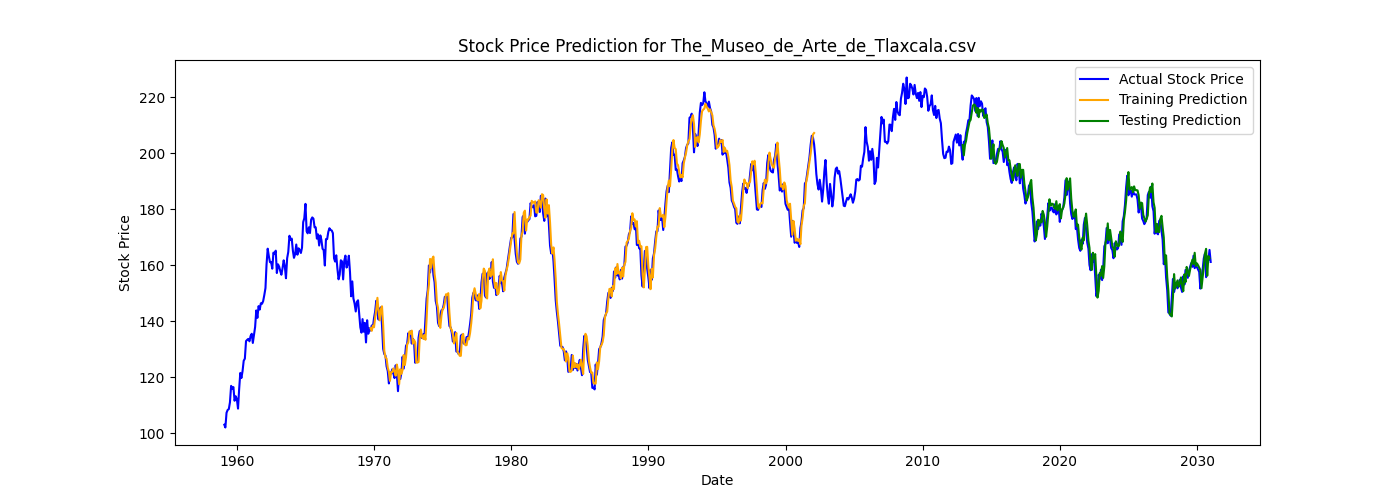 Stock Price Prediction for The_Museo_de_Arte_de_Tlaxcala.csv
Actual Stock Price
Training Prediction
Testing Prediction
Stock Price
220
200
180
160
140
120
100
1960 1970 1980 1990 2000 2010 2020 2030
Date